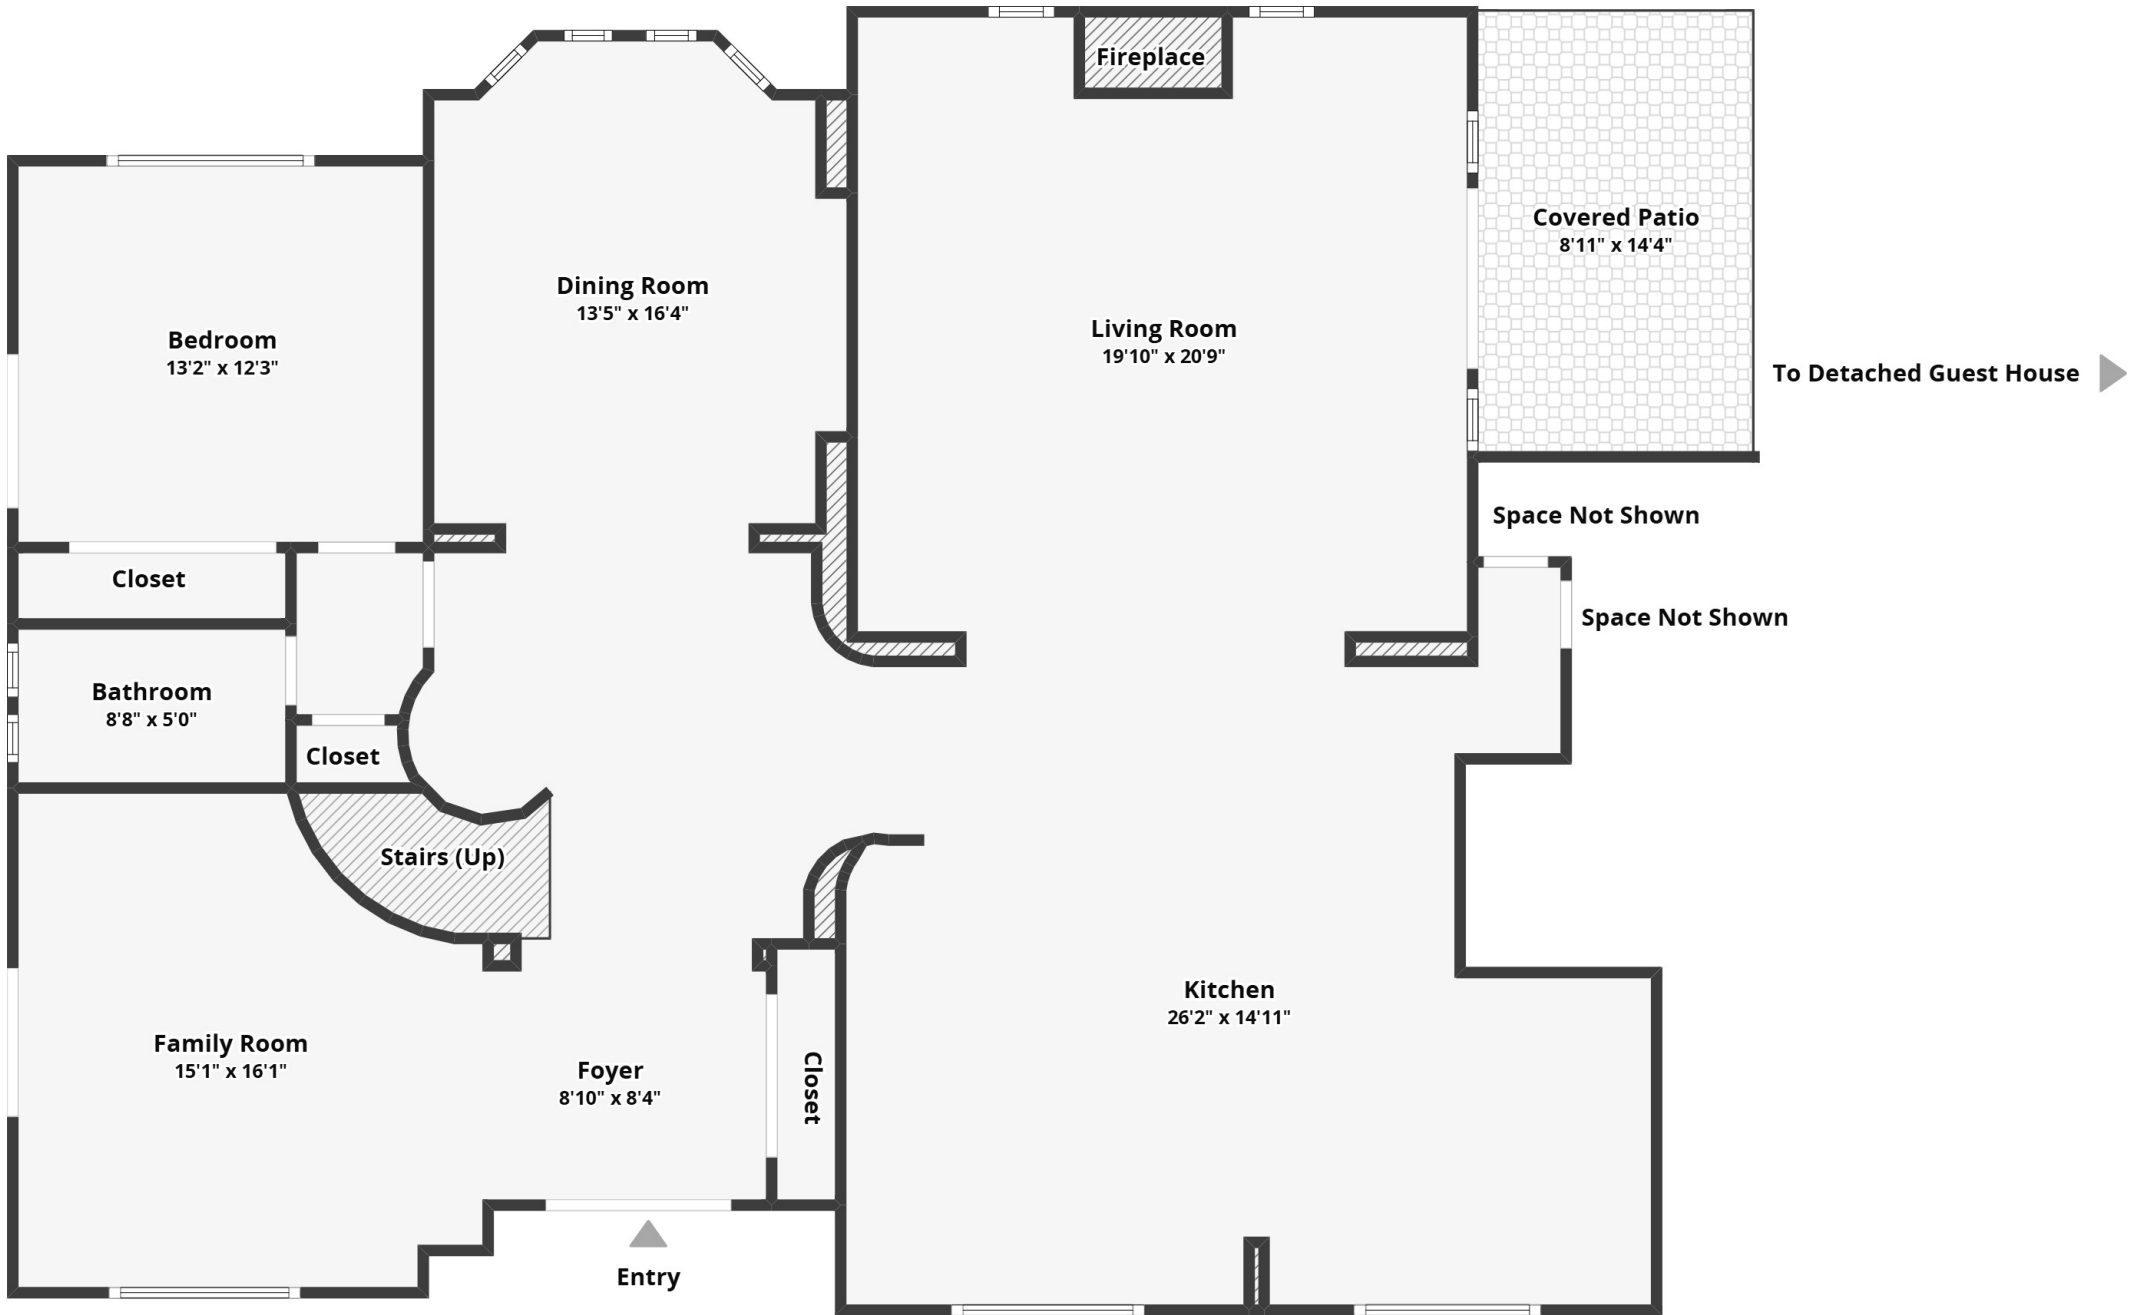 Fireplace
Covered Patio
8'11" x 14'4"
Dining Room
13'5" x 16'4"
Living Room
19'10" x 20'9"
Bedroom
13'2" x 12'3"
To Detached Guest House
Space Not Shown
Closet
Space Not Shown
Bathroom
8'8" x 5'0"
Closet
Stairs (Up)
Kitchen
26'2" x 14'11"
Family Room
15'1" x 16'1"
Foyer
8'10" x 8'4"
Closet
Entry